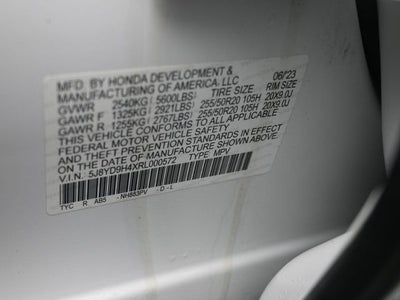 MFD. BY HONDA DEVELOPMENT & 06/23
MANUFACTURING OF AMERICA, LLC
GVWR 2540KG (5600LBS) TIRE SIZE RIM SIZE
GAWR F 1325KG (2921LBS) 255/50R20 105H 20X9.0J
GAWR R 1255KG (2767LBS) 255/50R20 105H 20X9.0J
THIS VEHICLE CONFORMS TO ALL APPLICABLE
FEDERAL MOTOR VEHICLE SAFETY AND
THEFT PREVENTION STANDARDS IN EFFECT
ON THE DATE OF MANUFACTURE SHOWN ABOVE.
V.I.N. 5J8YD9H4XRL000572 TYPE MPV
TYC R AB5 - NH883PV D - L